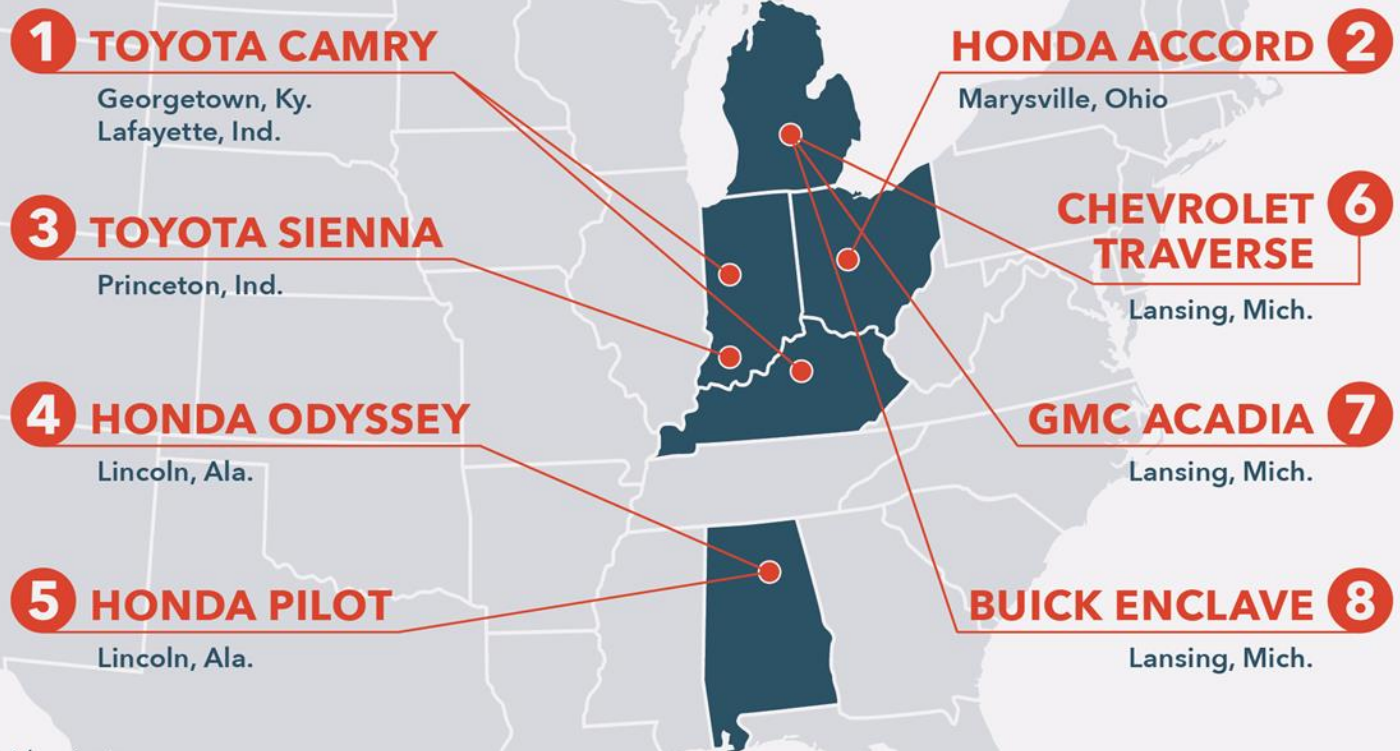 1 TOYOTA CAMRY
Georgetown, Ky.
Lafayette, Ind.
HONDA ACCORD 2
Marysville, Ohio
3 TOYOTA SIENNA
Princeton, Ind.
CHEVROLET 6
TRAVERSE
Lansing, Mich.
4 HONDA ODYSSEY
Lincoln, Ala.
GMC ACADIA 7
Lansing, Mich.
5 HONDA PILOT
Lincoln, Ala.
BUICK ENCLAVE 8
Lansing, Mich.